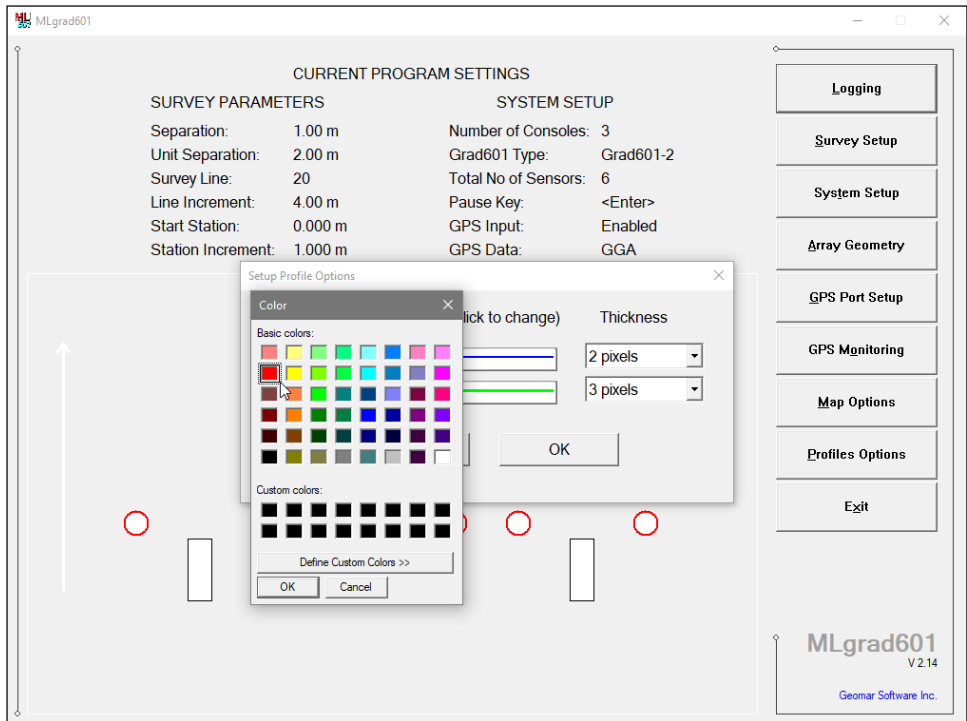 MLgrad601
CURRENT PROGRAM SETTINGS
SURVEY PARAMETERS
SYSTEM SETUP
Separation: 1.00 m
Number of Consoles: 3
Unit Separation: 2.00 m
Grad601 Type: Grad601-2
Survey Line: 20
Total No of Sensors: 6
Line Increment: 4.00 m
Pause Key: <Enter>
Start Station: 0.000 m
GPS Input: Enabled
Station Increment: 1.000 m
GPS Data: GGA
Setup Profile Options
lick to change)
Thickness
2 pixels
3 pixels
OK
Color
Basic colors:
Custom colors:
Define Custom Colors >>
OK
Cancel
Logging
Survey Setup
System Setup
Array Geometry
GPS Port Setup
GPS Monitoring
Map Options
Profiles Options
Exit
MLgrad601
V 2.14
Geomar Software Inc.